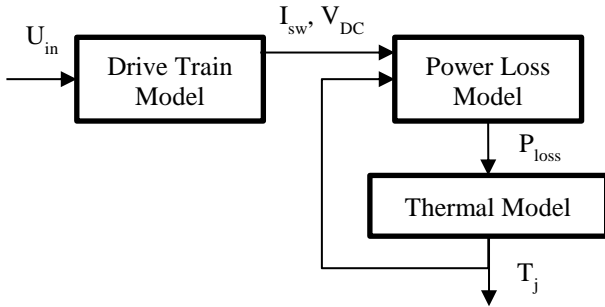 U_in
I_sw, V_DC
Drive Train
Model
Power Loss
Model
P_loss
Thermal Model
T_j